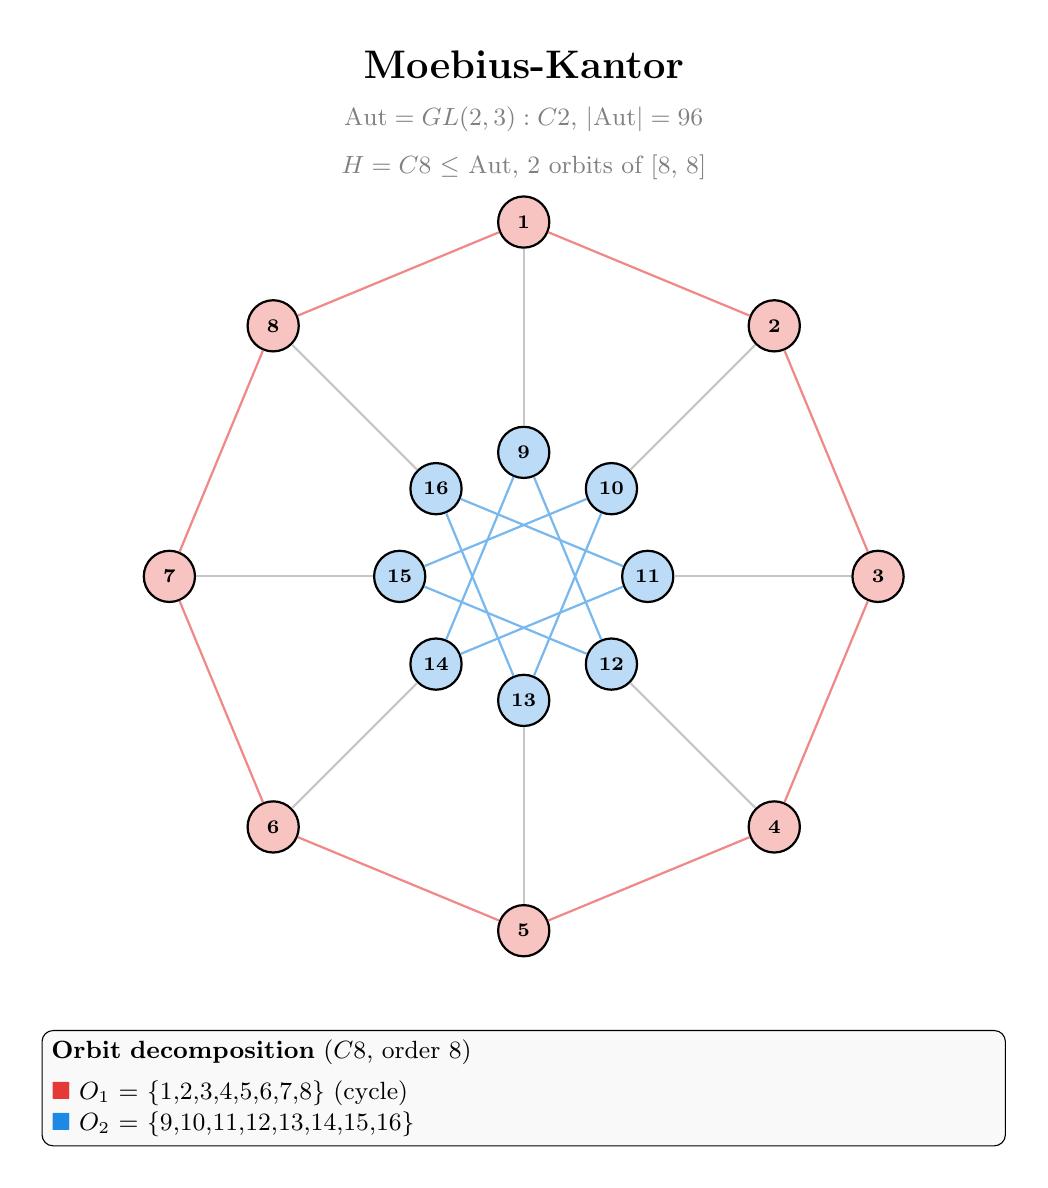 Moebius-Kantor
Aut = GL(2, 3) : C2, |Aut| = 96
H = C8 ≤ Aut, 2 orbits of [8, 8]
1
8
2
9
16
10
7
15
11
3
14
12
13
6
4
5
Orbit decomposition (C8, order 8)
O₁ = {1,2,3,4,5,6,7,8} (cycle)
O₂ = {9,10,11,12,13,14,15,16}